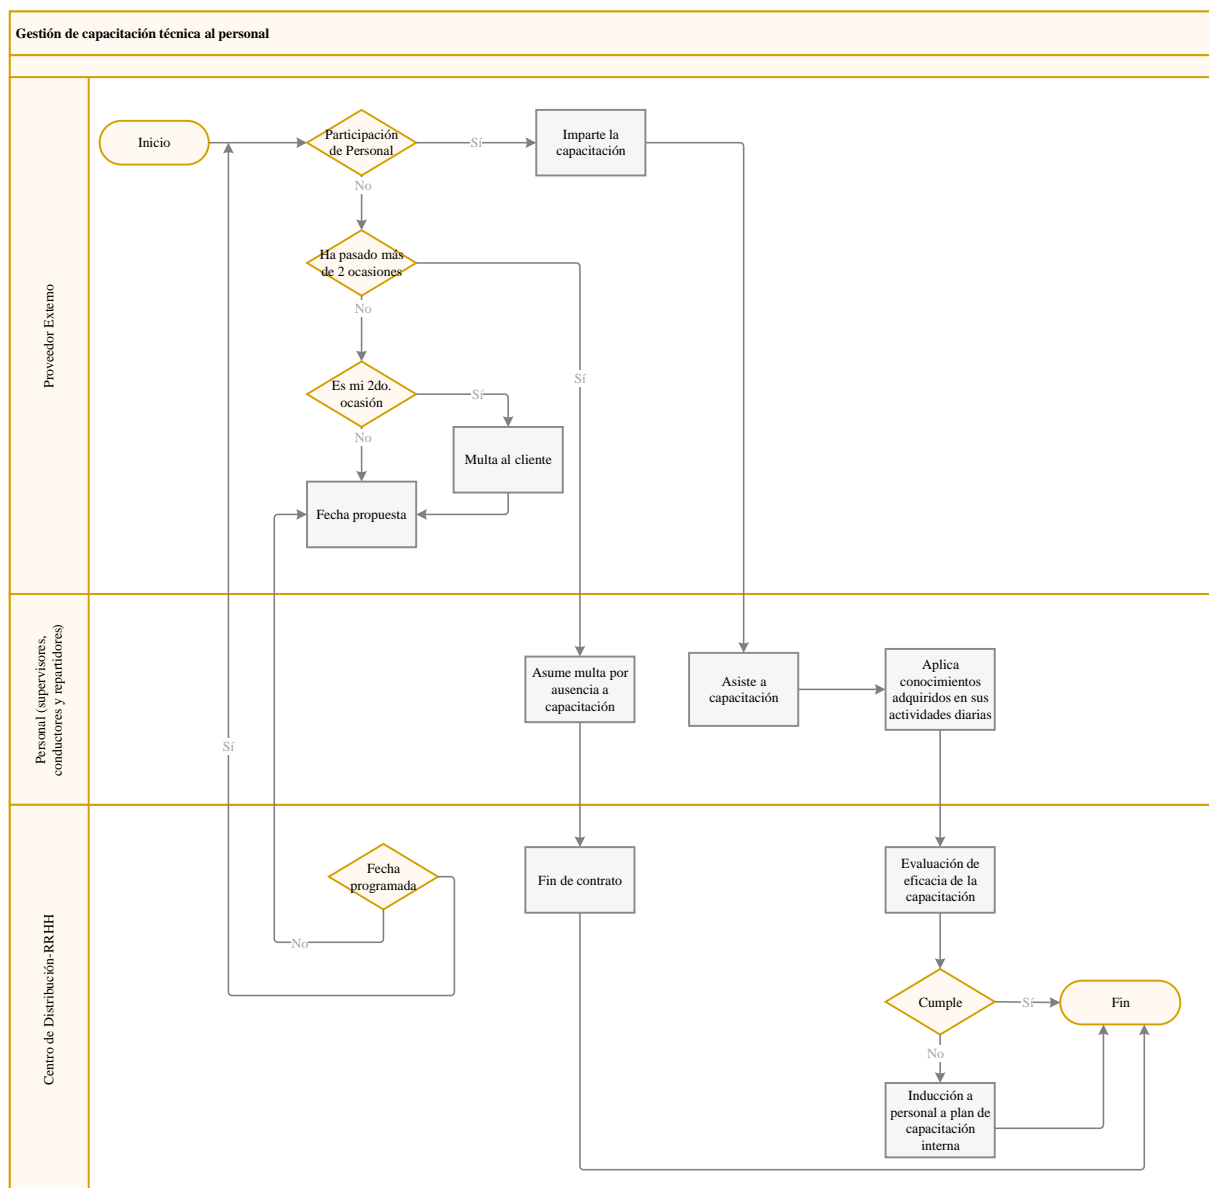 Gestión de capacitación técnica al personal
Proveedor Externo
Inicio
Participación
de Personal
Sí
Imparte la
capacitación
No
Ha pasado más
de 2 ocasiones
No
Sí
Es mi 2do.
ocasión
Sí
No
Multa al cliente
Fecha propuesta
Personal (supervisores,
conductores y repartidores)
Asume multa por
ausencia a
capacitación
Asiste a
capacitación
Aplica
conocimientos
adquiridos en sus
actividades diarias
Sí
Centro de Distribución-RRHH
Fecha
programada
No
Fin de contrato
Evaluación de
eficacia de la
capacitación
Cumple
Sí
Fin
No
Inducción a
personal a plan de
capacitación
interna